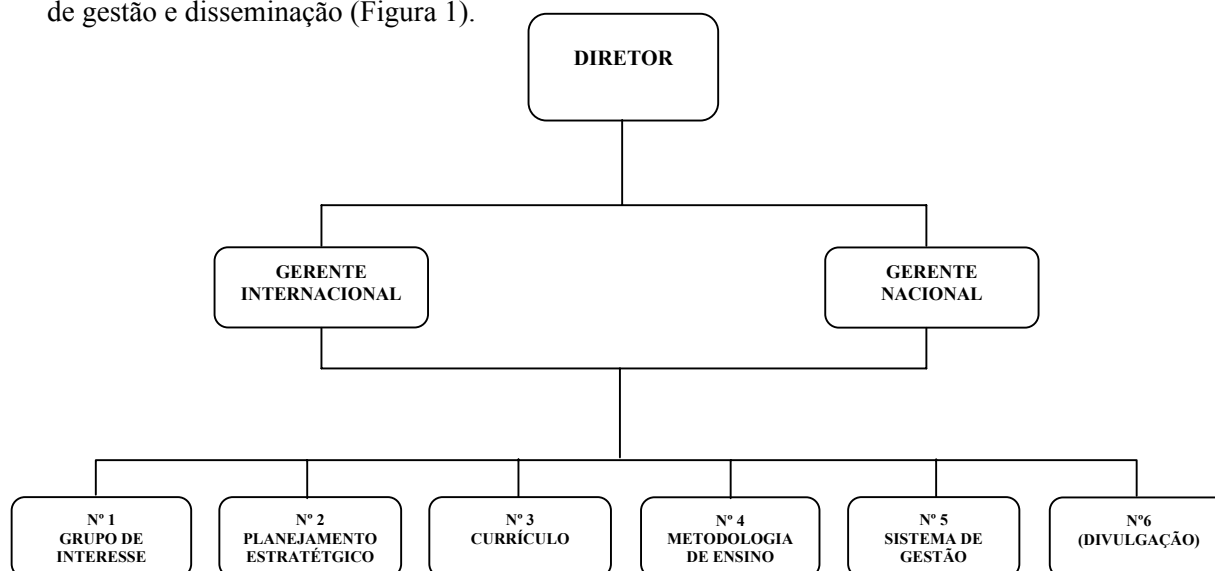 de gestão e disseminação (Figura 1).
DIRETOR
GERENTE
INTERNACIONAL
GERENTE
NACIONAL
Nº 1
GRUPO DE
INTERESSE
Nº 2
PLANEJAMENTO
ESTRATÉTGICO
Nº 3
CURRÍCULO
Nº 4
METODOLOGIA
DE ENSINO
Nº 5
SISTEMA DE
GESTÃO
Nº6
(DIVULGAÇÃO)